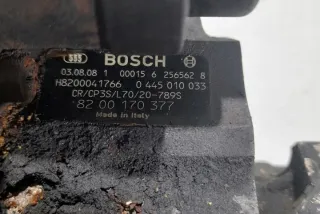 BOSCH
03.08.08 1 00015 6 256562 8
H8200041766 0 445 010 033
CR/CP3S/L70/20-789S
82 00 170 377
Made in Italy